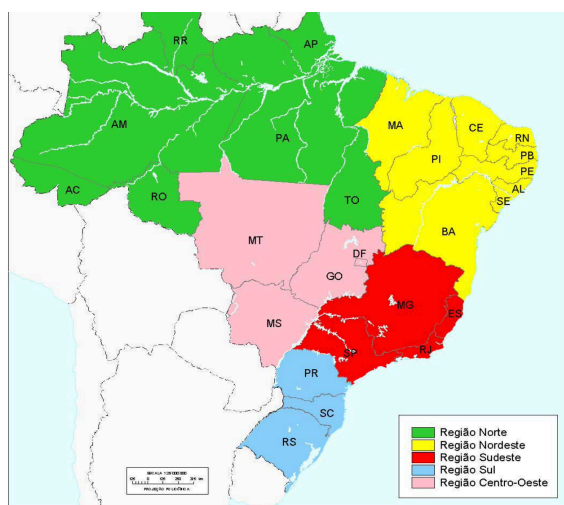 RR
AP
AM
PA
MA
CE
RN
PI
PB
PE
AC
RO
TO
AL
SE
BA
MT
DF
GO
MG
ES
MS
SP
RJ
PR
SC
RS
Região Norte
Região Nordeste
Região Sudeste
Região Sul
Região Centro-Oeste